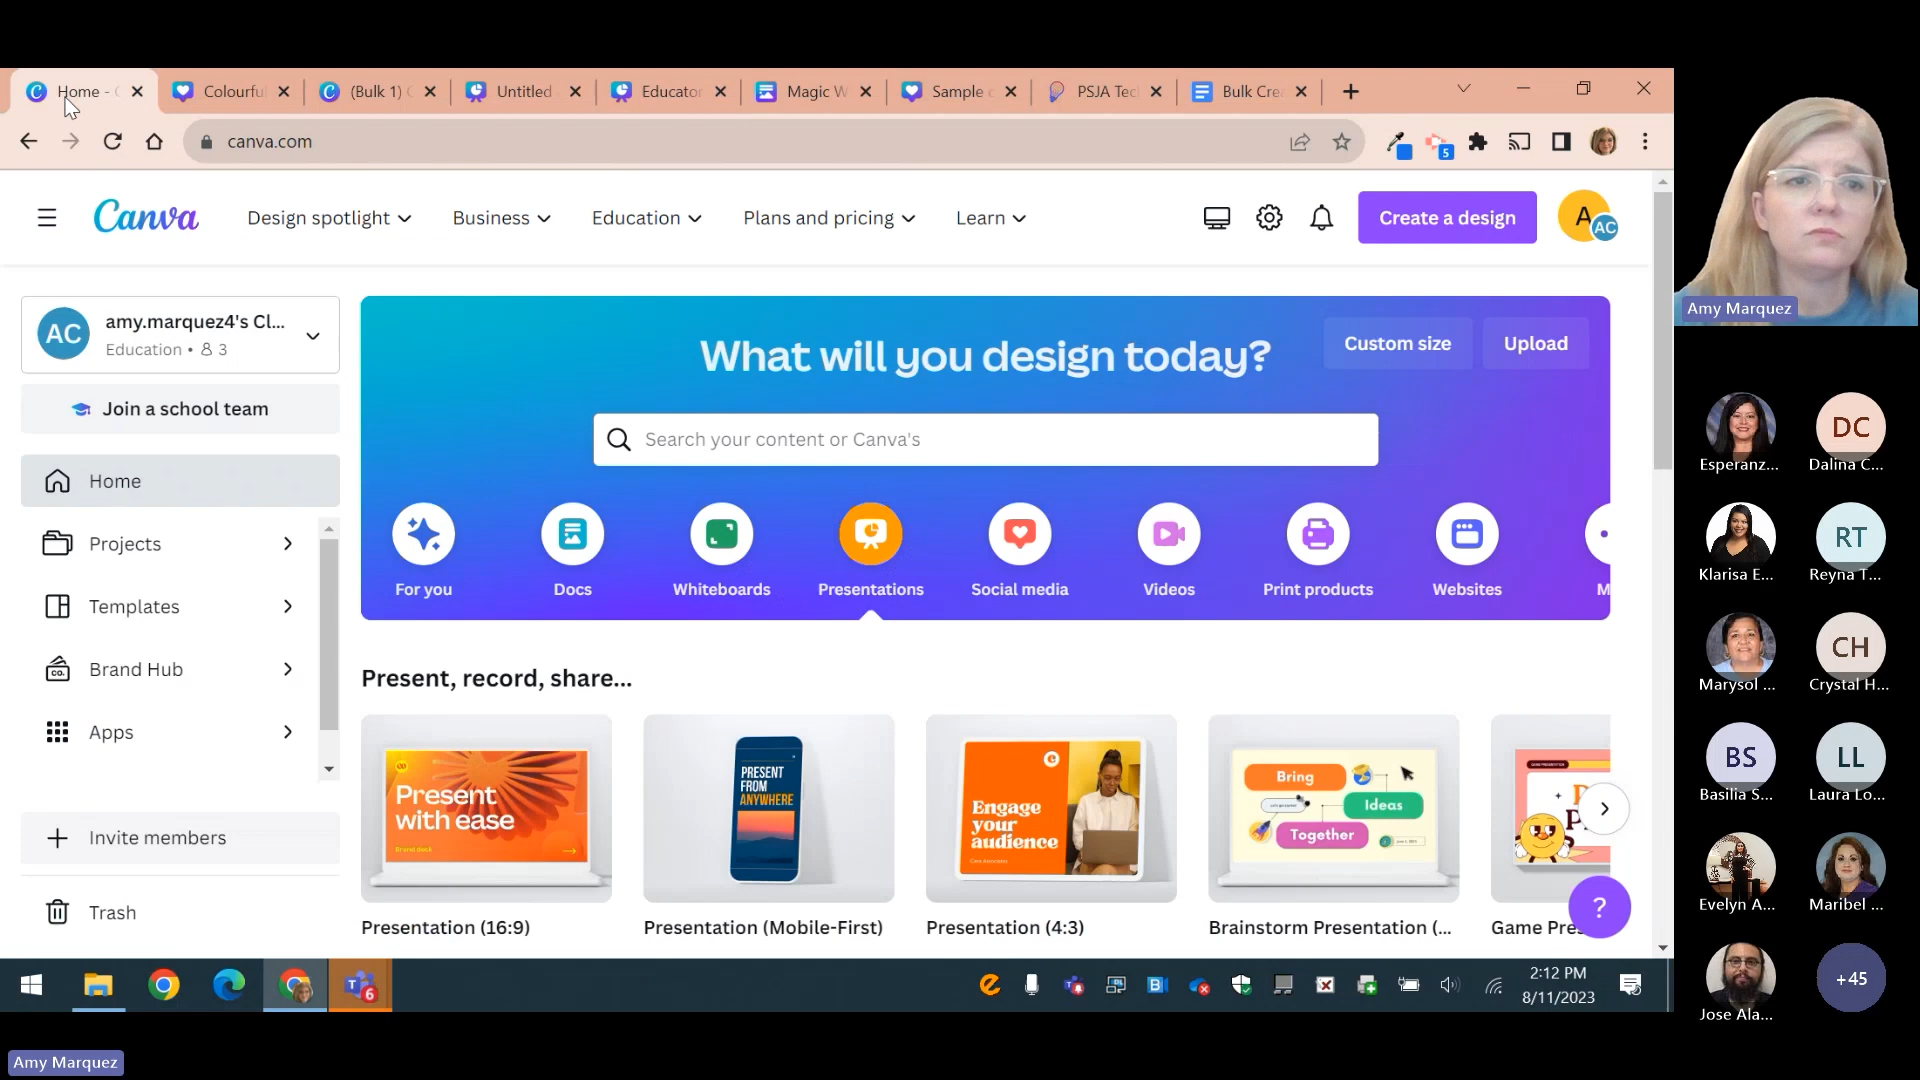 Home - C
Colourful
(Bulk 1) C
Untitled
Educator
Magic W
Sample c
PSJA Tec
Bulk Cre
canva.com
5
Canva
Design spotlight
Business
Education
Plans and pricing
Learn
Create a design
A
AC
AC
amy.marquez4's Cl...
Education • 3
Join a school team
Home
Projects
Templates
Brand Hub
Apps
Invite members
Trash
What will you design today?
Custom size
Upload
Search your content or Canva's
For you
Docs
Whiteboards
Presentations
Social media
Videos
Print products
Websites
M
Present, record, share...
Present
with ease
PRESENT
FROM
ANYWHERE
Engage
your
audience
Bring
Ideas
Together
Presentation (16:9)
Presentation (Mobile-First)
Presentation (4:3)
Brainstorm Presentation (...
Game Pre
?
6
2:12 PM
8/11/2023
Amy Marquez
Esperanz...
DC
Dalina C...
Klarisa E...
RT
Reyna T...
Marysol ...
CH
Crystal H...
BS
Basilia S...
LL
Laura Lo...
Evelyn A...
Maribel ...
Jose Ala...
+45
Amy Marquez